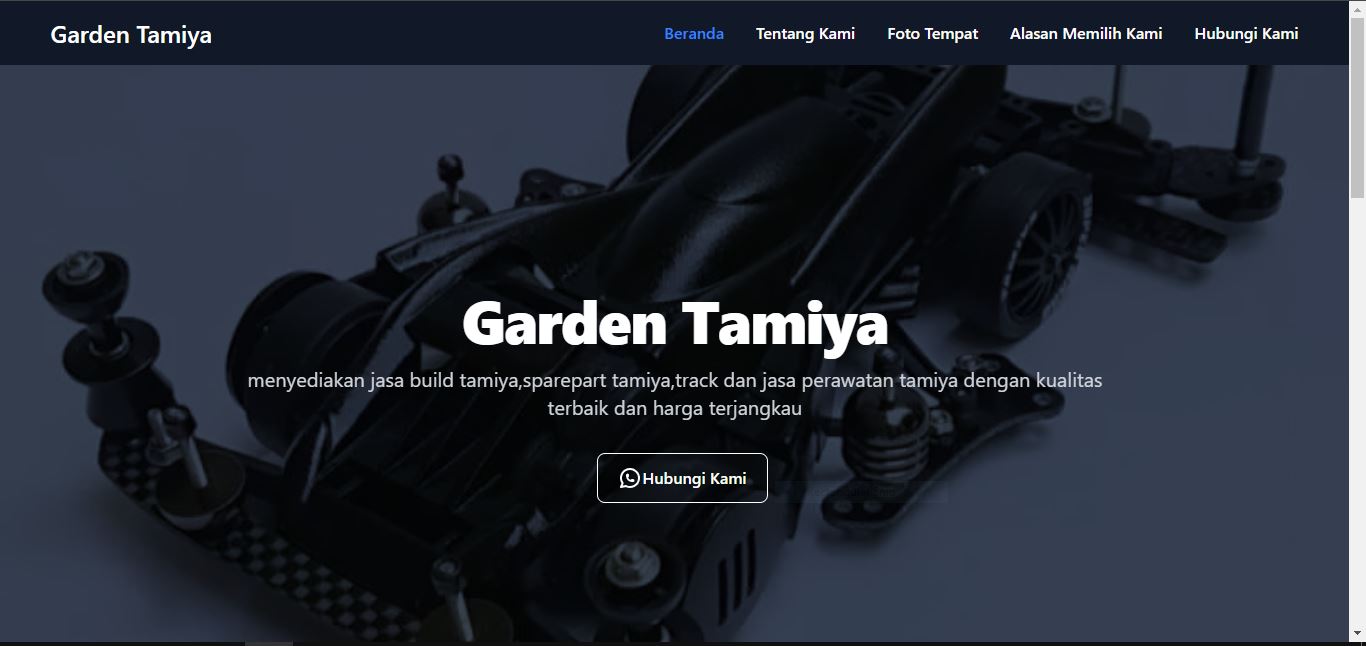 Garden Tamiya
Beranda Tentang Kami Foto Tempat Alasan Memilih Kami Hubungi Kami
Garden Tamiya
menyediakan jasa build tamiya,sparepart tamiya,track dan jasa perawatan tamiya dengan kualitas
terbaik dan harga terjangkau
Hubungi Kami